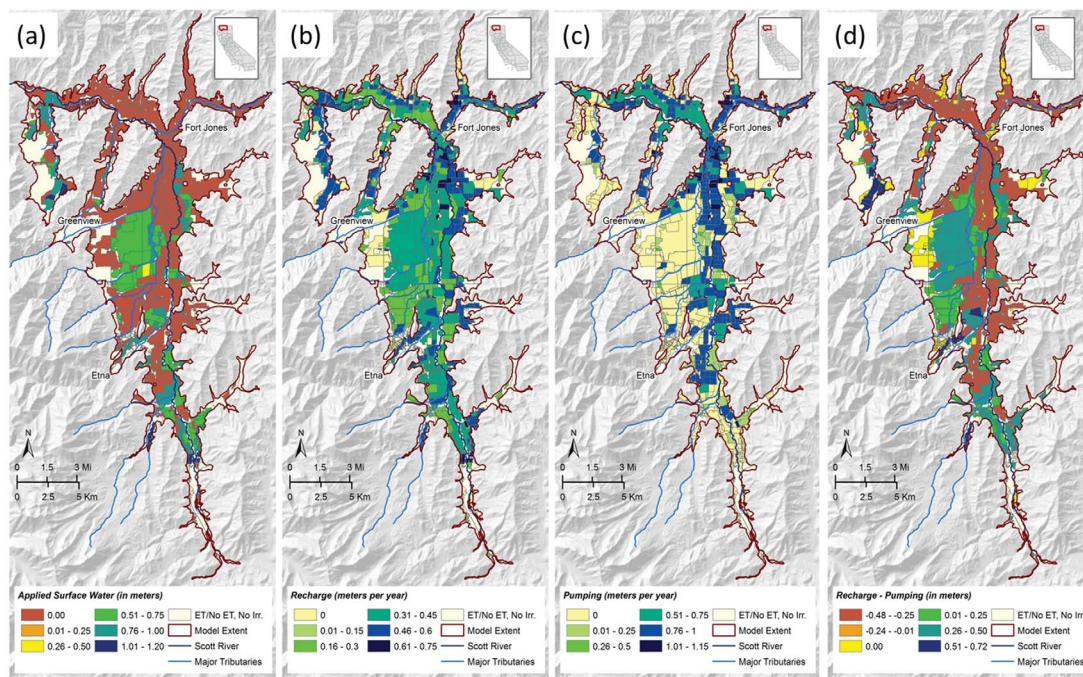 (a)
Fort Jones
Greenview
Etna
N
0 1.5 3 Mi
0 2.5 5 Km
Applied Surface Water (in meters)
0.00 0.51 - 0.75 ET/No ET, No Irr.
0.01 - 0.25 0.76 - 1.00 Model Extent
0.26 - 0.50 1.01 - 1.20 Scott River
Major Tributaries
(b)
Fort Jones
Greenview
Etna
N
0 1.5 3 Mi
0 2.5 5 Km
Recharge (meters per year)
0 0.31 - 0.45 ET/No ET, No Irr.
0.01 - 0.15 0.46 - 0.6 Model Extent
0.16 - 0.3 0.61 - 0.75 Scott River
Major Tributaries
(c)
Fort Jones
Greenview
Etna
N
0 1.5 3 Mi
0 2.5 5 Km
Pumping (meters per year)
0 0.51 - 0.75 ET/No ET, No Irr.
0.01 - 0.25 0.76 - 1 Model Extent
0.26 - 0.5 1.01 - 1.15 Scott River
Major Tributaries
(d)
Fort Jones
Greenview
Etna
N
0 1.5 3 Mi
0 2.5 5 Km
Recharge - Pumping (in meters)
-0.48 - -0.25 0.01 - 0.25 ET/No ET, No Irr.
-0.24 - -0.01 0.26 - 0.50 Model Extent
0.00 0.51 - 0.72 Scott River
Major Tributaries